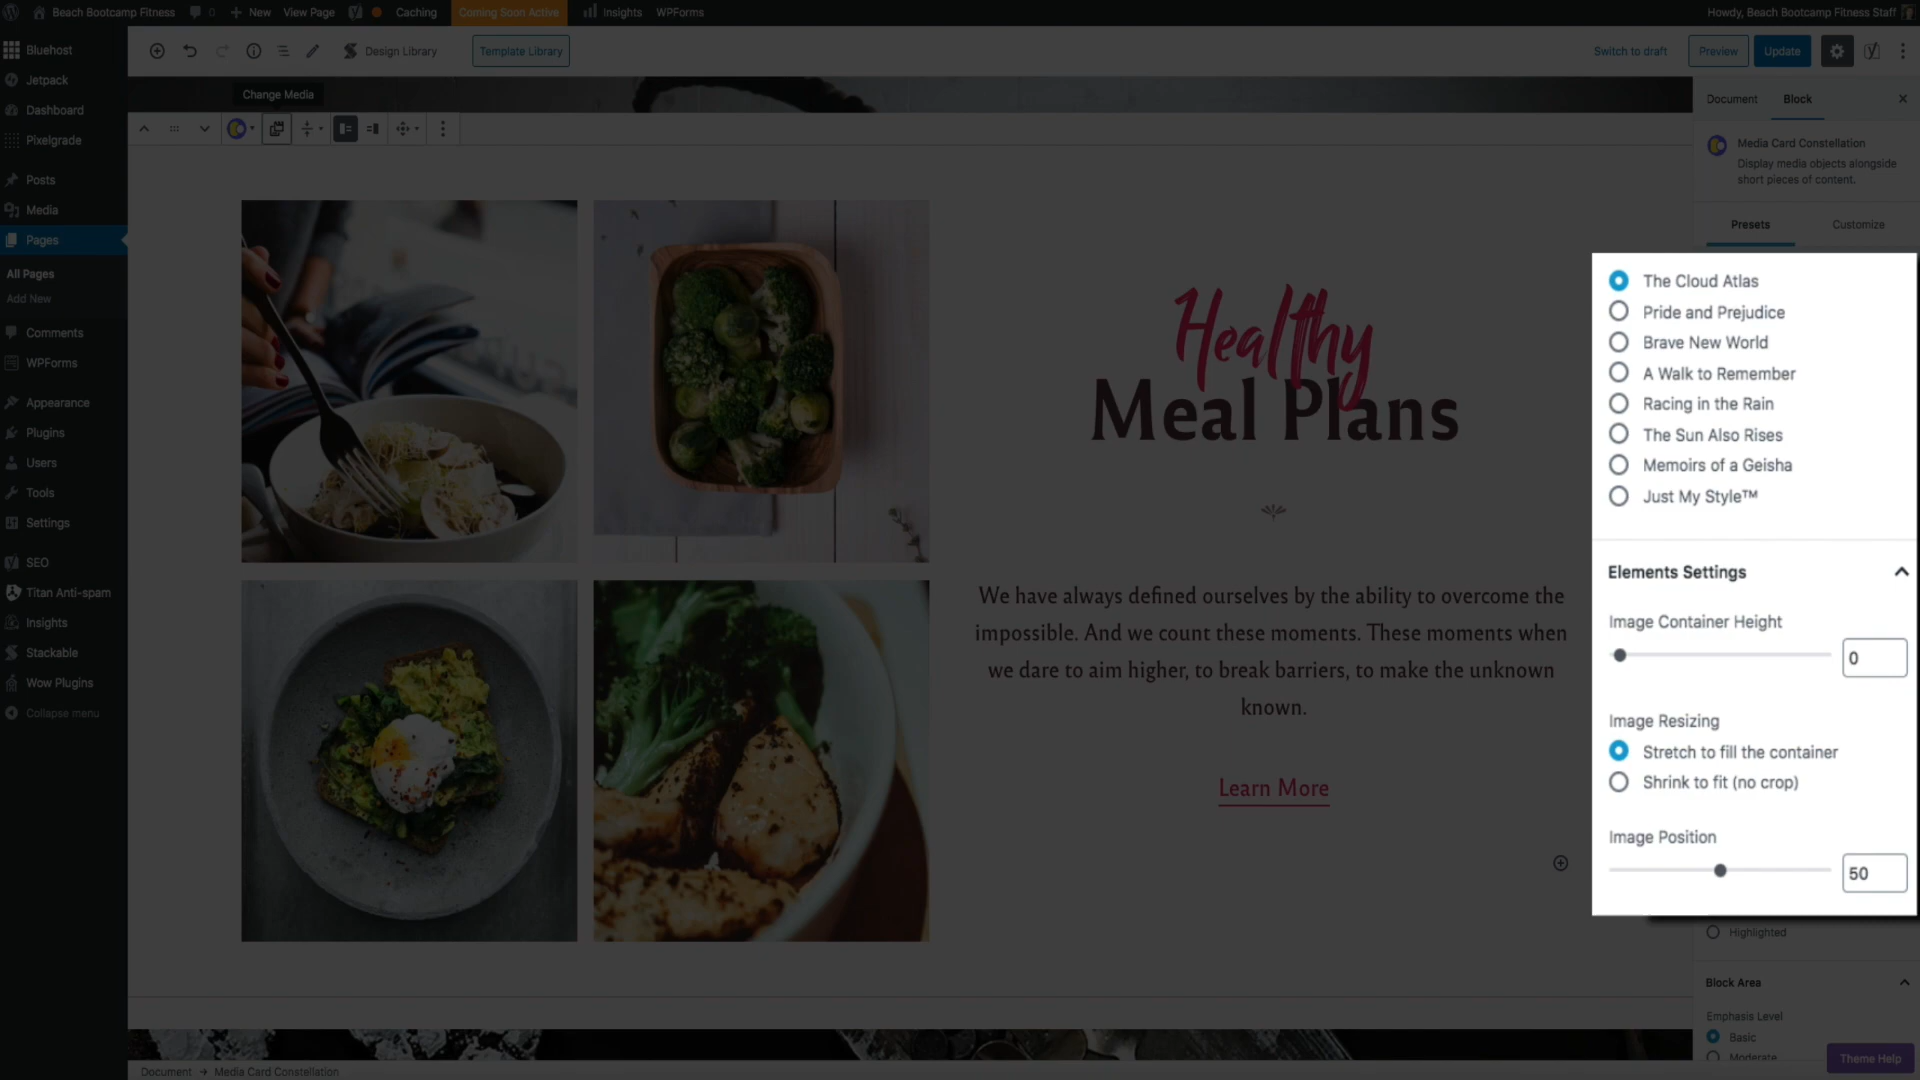 Beach Bootcamp Fitness 0 New View Page Caching Coming Soon Active Insights WPForms Howdy, Beach Bootcamp Fitness Staff
Design Library Template Library Switch to draft Preview Update
Change Media
Bluehost
Jetpack
Dashboard
Pixelgrade
Posts
Media
Pages
All Pages
Add New
Comments
WPForms
Appearance
Plugins
Users
Tools
Settings
SEO
Titan Anti-spam
Insights
Stackable
Wow Plugins
Collapse menu
Healthy
Meal Plans
We have always defined ourselves by the ability to overcome the
impossible. And we count these moments. These moments when
we dare to aim higher, to break barriers, to make the unknown
known.
Learn More
Document Block
Media Card Constellation
Display media objects alongside
short pieces of content.
Presets Customize
The Cloud Atlas
Pride and Prejudice
Brave New World
A Walk to Remember
Racing in the Rain
The Sun Also Rises
Memoirs of a Geisha
Just My Style™
Elements Settings
Image Container Height
0
Image Resizing
Stretch to fill the container
Shrink to fit (no crop)
Image Position
50
Highlighted
Block Area
Emphasis Level
Basic
Moderate
Theme Help
Document → Media Card Constellation